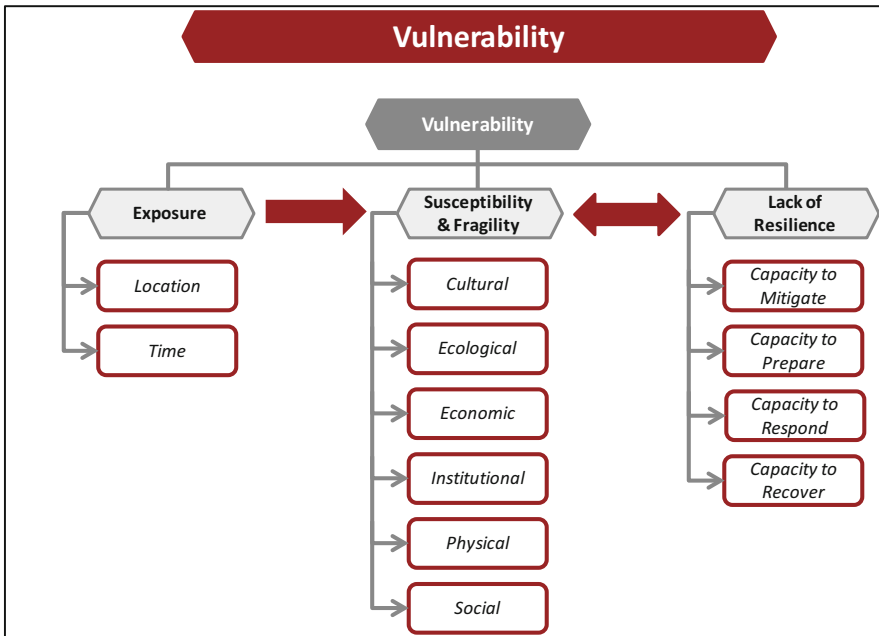 Vulnerability
Vulnerability
Exposure
Location
Time
Susceptibility
& Fragility
Cultural
Ecological
Economic
Institutional
Physical
Social
Lack of
Resilience
Capacity to
Mitigate
Capacity to
Prepare
Capacity to
Respond
Capacity to
Recover